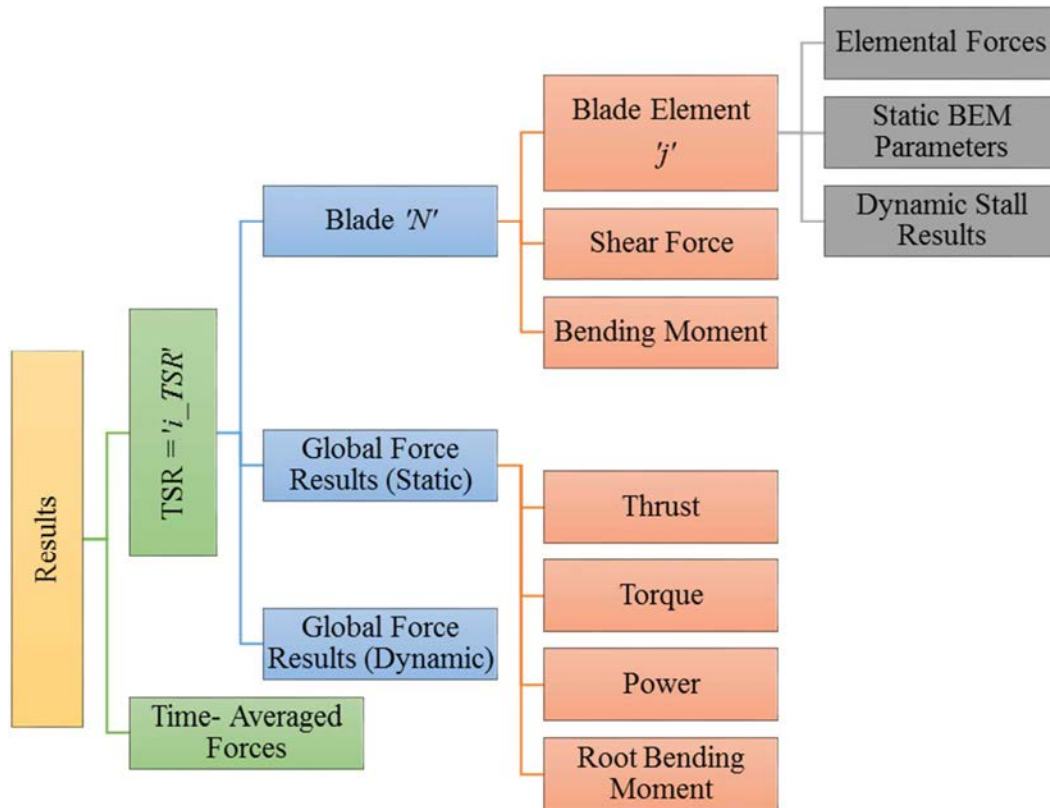 Results
TSR = 'i_TSR'
Time- Averaged
Forces
Blade 'N'
Global Force
Results (Static)
Global Force
Results (Dynamic)
Blade Element
'j'
Shear Force
Bending Moment
Thrust
Torque
Power
Root Bending
Moment
Elemental Forces
Static BEM
Parameters
Dynamic Stall
Results